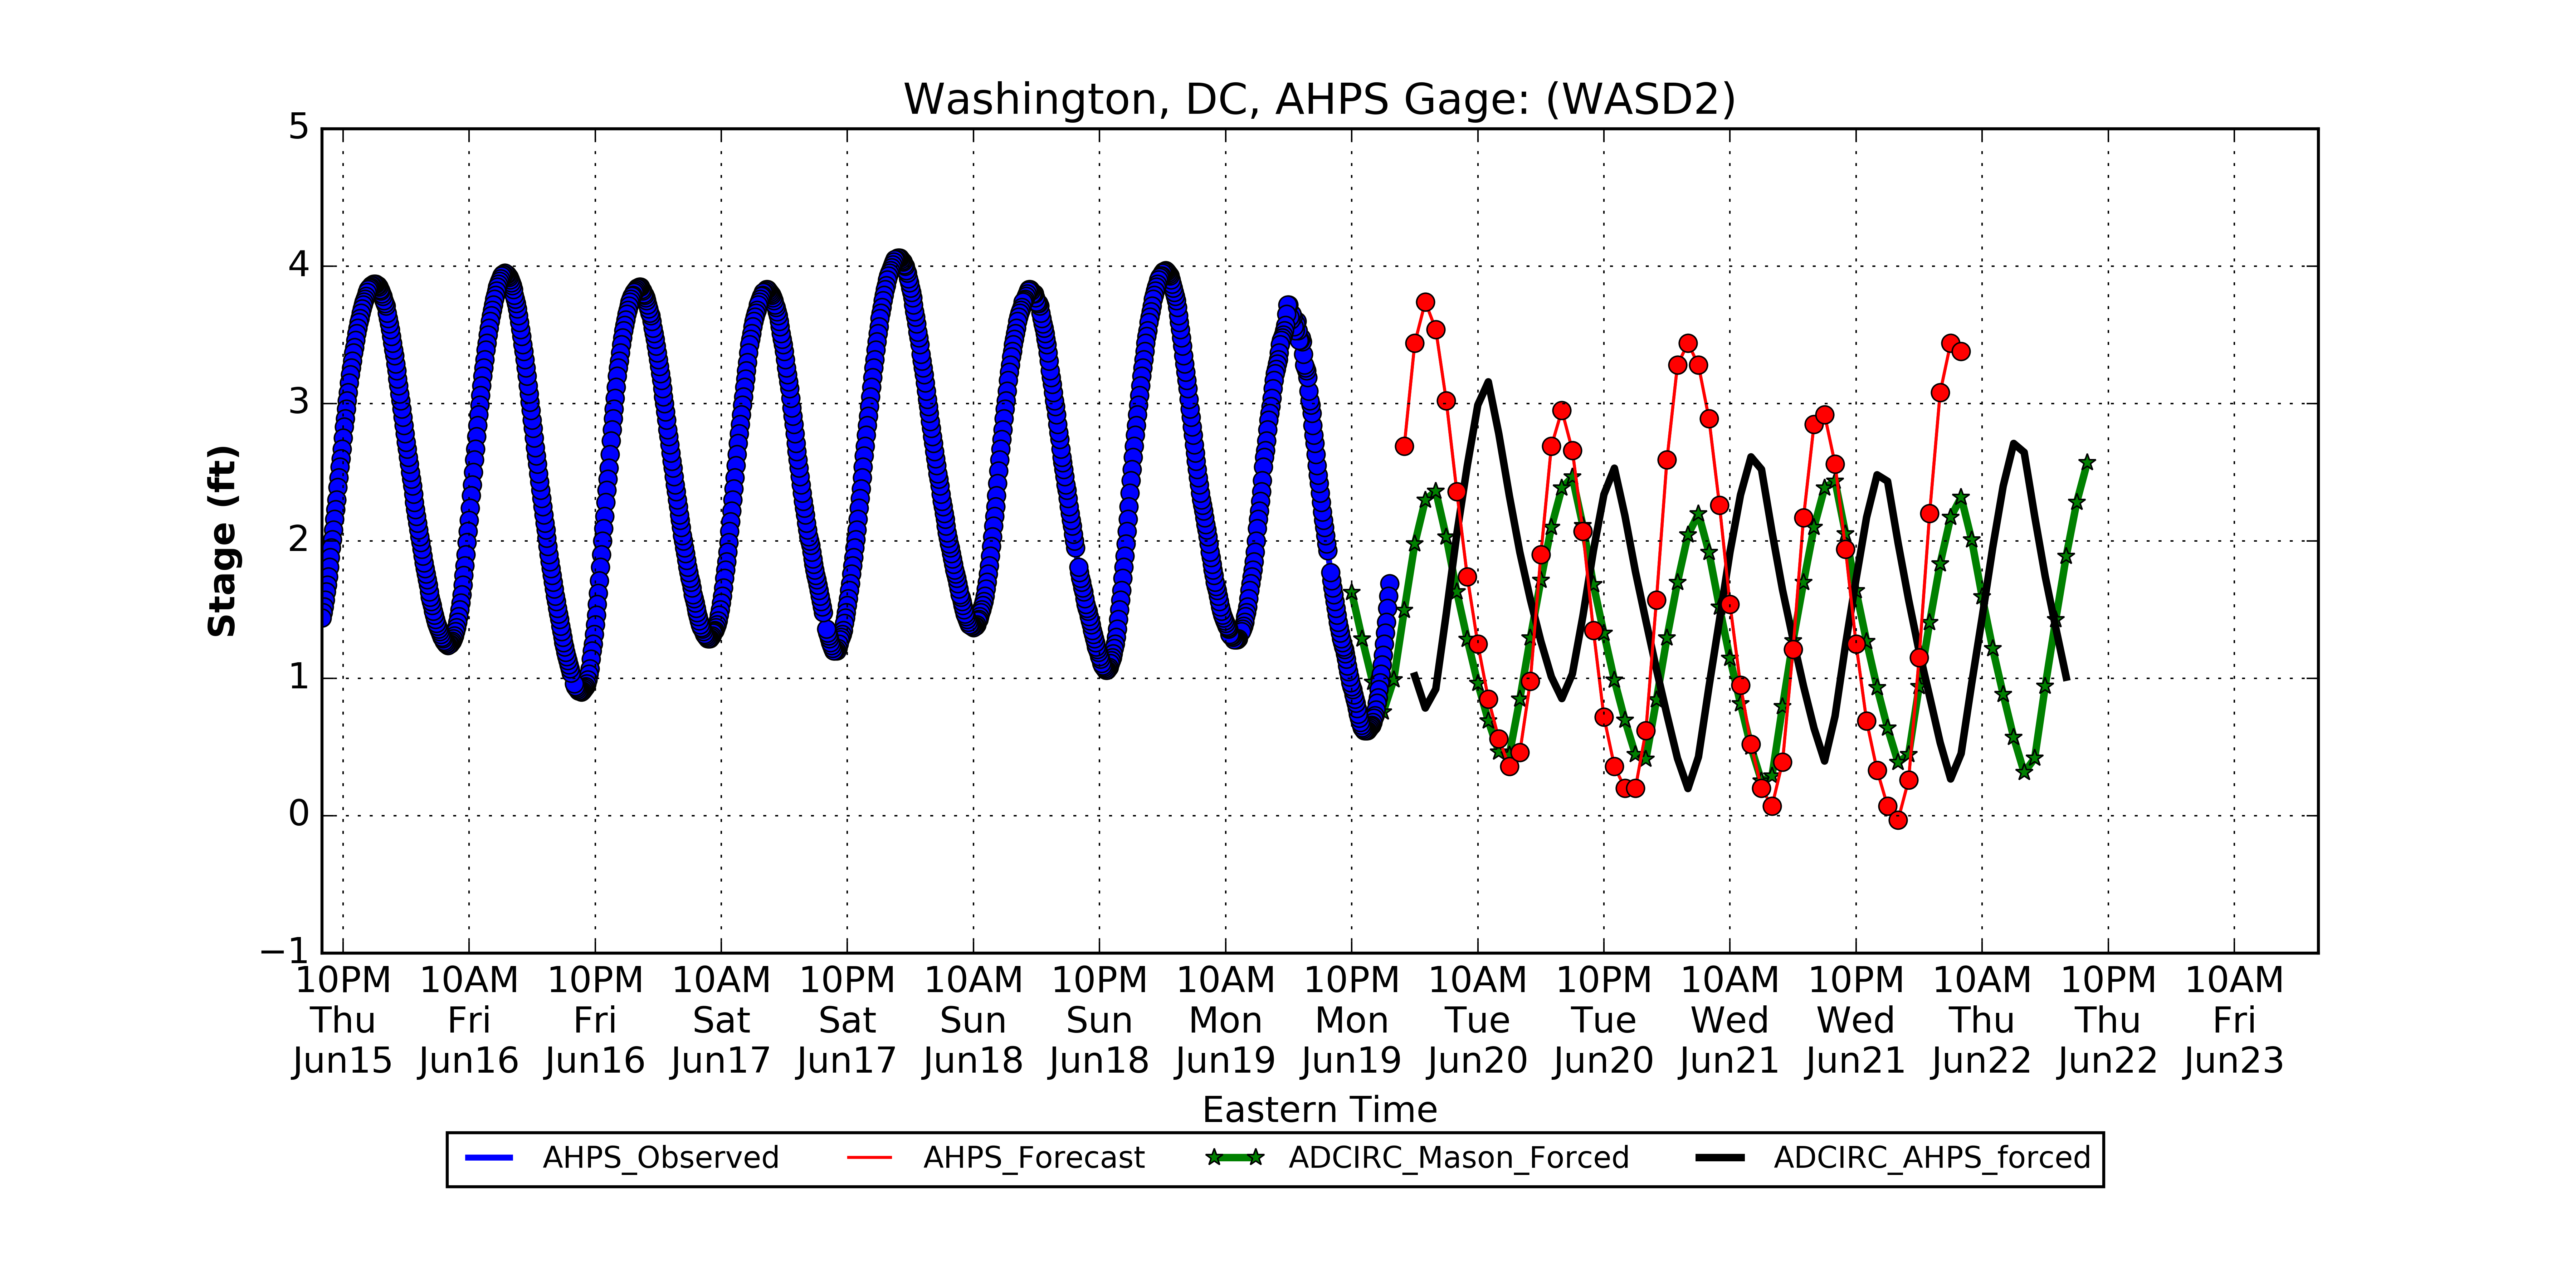 Washington, DC, AHPS Gage: (WASD2)
5
4
3
2
1
0
−1
Stage (ft)
10PM 10AM 10PM 10AM 10PM 10AM 10PM 10AM 10PM 10AM 10PM 10AM 10PM 10AM 10PM 10AM
Thu Fri Fri Sat Sat Sun Sun Mon Mon Tue Tue Wed Wed Thu Thu Fri
Jun15 Jun16 Jun16 Jun17 Jun17 Jun18 Jun18 Jun19 Jun19 Jun20 Jun20 Jun21 Jun21 Jun22 Jun22 Jun23
Eastern Time
AHPS_Observed AHPS_Forecast ADCIRC_Mason_Forced ADCIRC_AHPS_forced